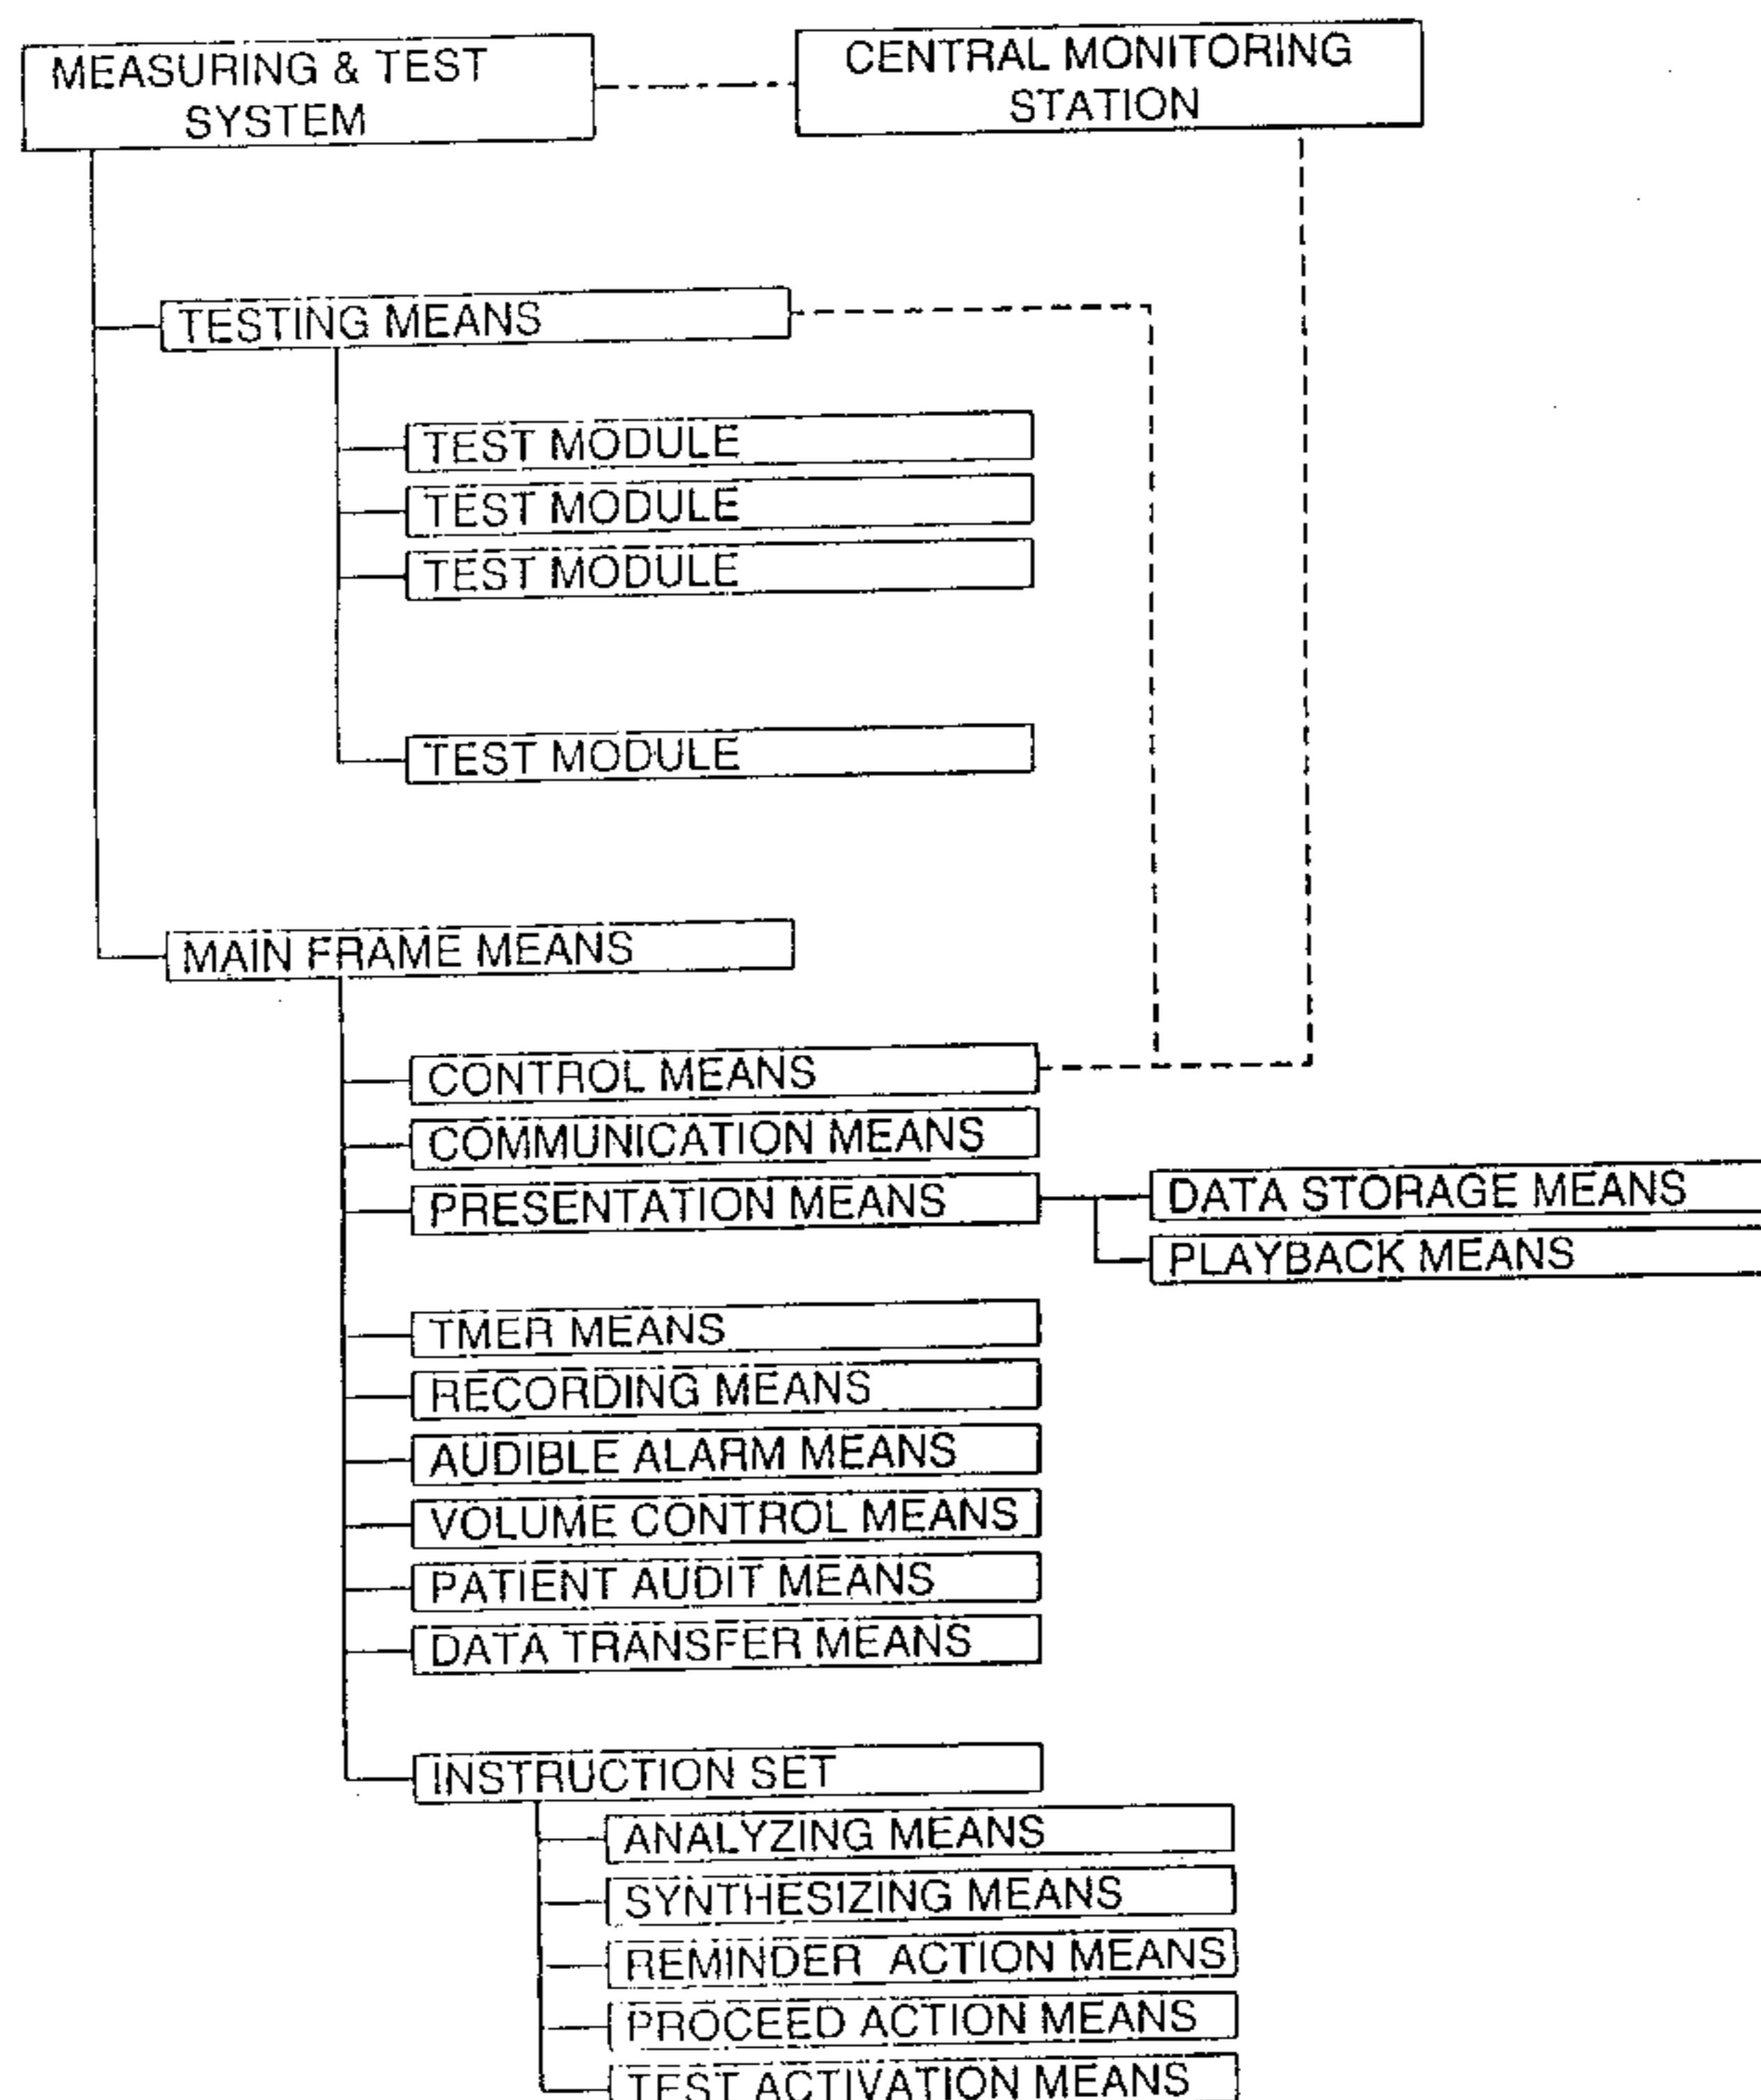 MEASURING & TEST
SYSTEM
CENTRAL MONITORING
STATION
TESTING MEANS
TEST MODULE
TEST MODULE
TEST MODULE
TEST MODULE
MAIN FRAME MEANS
CONTROL MEANS
COMMUNICATION MEANS
PRESENTATION MEANS
DATA STORAGE MEANS
PLAYBACK MEANS
TMER MEANS
RECORDING MEANS
AUDIBLE ALARM MEANS
VOLUME CONTROL MEANS
PATIENT AUDIT MEANS
DATA TRANSFER MEANS
INSTRUCTION SET
ANALYZING MEANS
SYNTHESIZING MEANS
REMINDER ACTION MEANS
PROCEED ACTION MEANS
TEST ACTIVATION MEANS